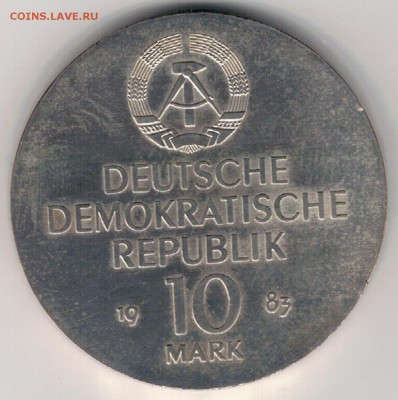 COINS.LAVE.RU
DEUTSCHE
DEMOKRATISCHE
REPUBLIK
19 10 83
MARK